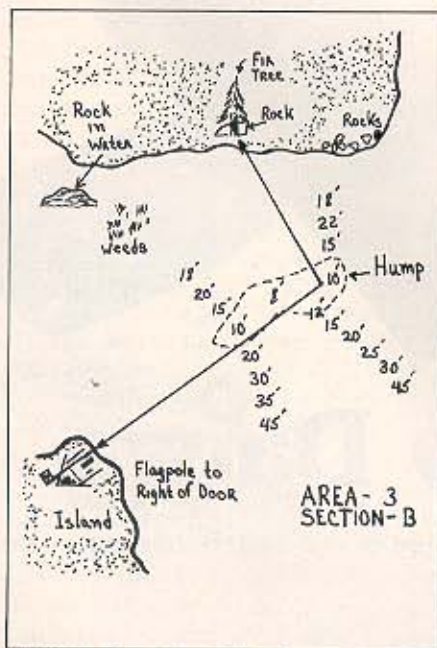 FIR
TREE
Rock
Rock
in
Water
Rocks
Weeds
18'
22'
15'
10'
Hump
18'
20'
15'
10'
8'
12'
15'
20'
25'
30'
45'
20'
30'
35'
45'
Flagpole to
Right of Door
Island
AREA-3
SECTION-B